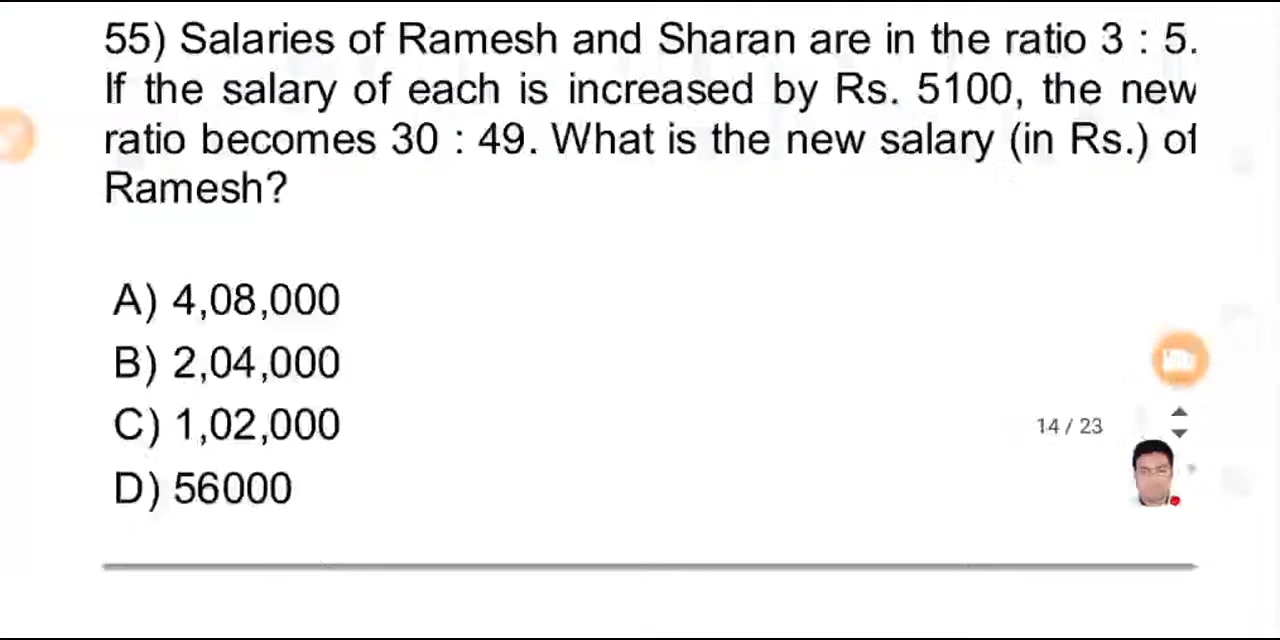 55) Salaries of Ramesh and Sharan are in the ratio 3 : 5.
If the salary of each is increased by Rs. 5100, the new
ratio becomes 30 : 49. What is the new salary (in Rs.) of
Ramesh?
A) 4,08,000
B) 2,04,000
C) 1,02,000
D) 56000
14 / 23